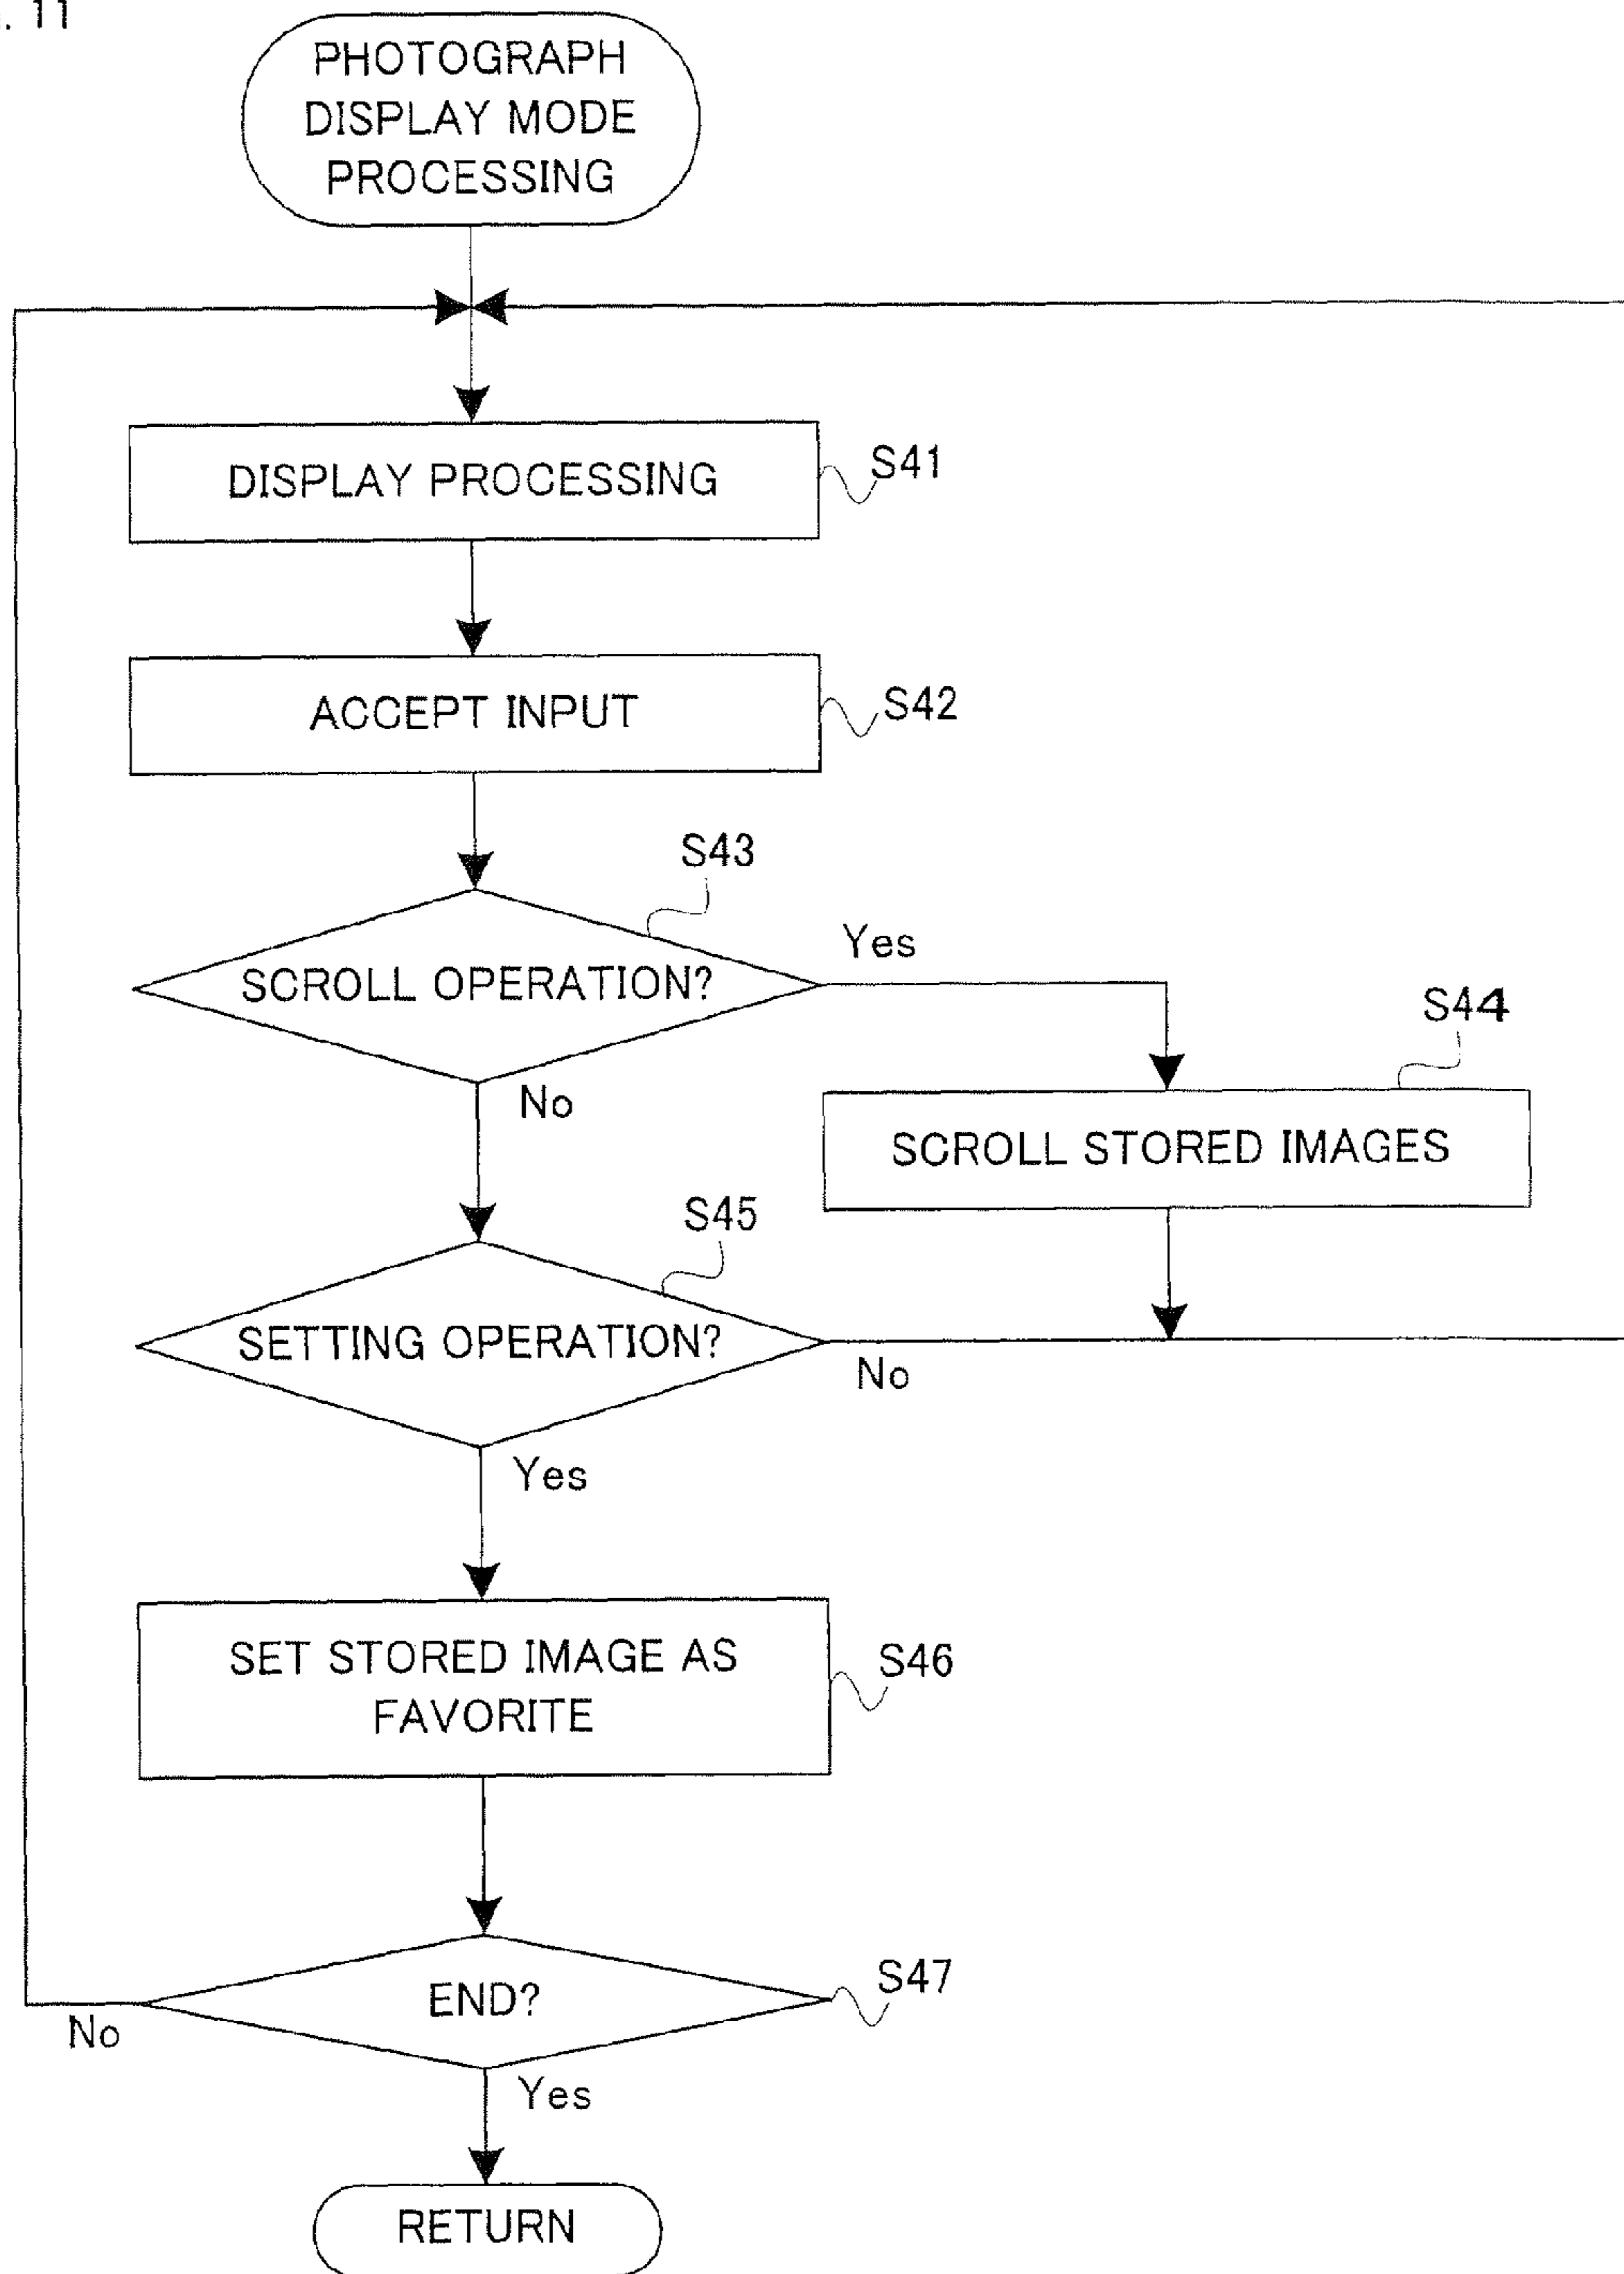 . 11
PHOTOGRAPH
DISPLAY MODE
PROCESSING
DISPLAY PROCESSING
S41
ACCEPT INPUT
S42
S43
SCROLL OPERATION?
Yes
No
S44
SCROLL STORED IMAGES
S45
SETTING OPERATION?
No
Yes
SET STORED IMAGE AS
FAVORITE
S46
END?
S47
No
Yes
RETURN